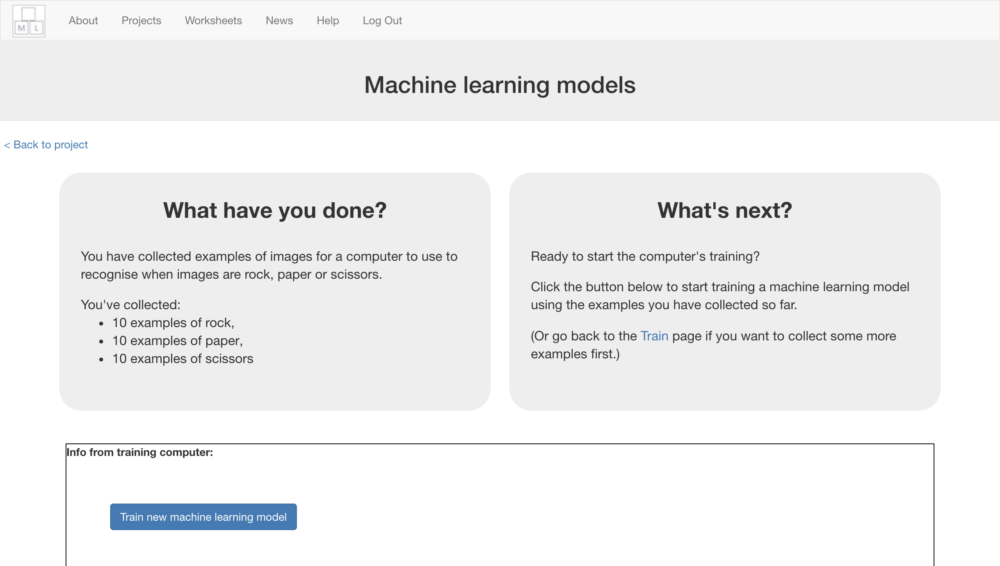 M L
About
Projects
Worksheets
News
Help
Log Out
Machine learning models
< Back to project
What have you done?
You have collected examples of images for a computer to use to
recognise when images are rock, paper or scissors.
You've collected:
• 10 examples of rock,
• 10 examples of paper,
• 10 examples of scissors
What's next?
Ready to start the computer's training?
Click the button below to start training a machine learning model
using the examples you have collected so far.
(Or go back to the Train page if you want to collect some more
examples first.)
Info from training computer:
Train new machine learning model